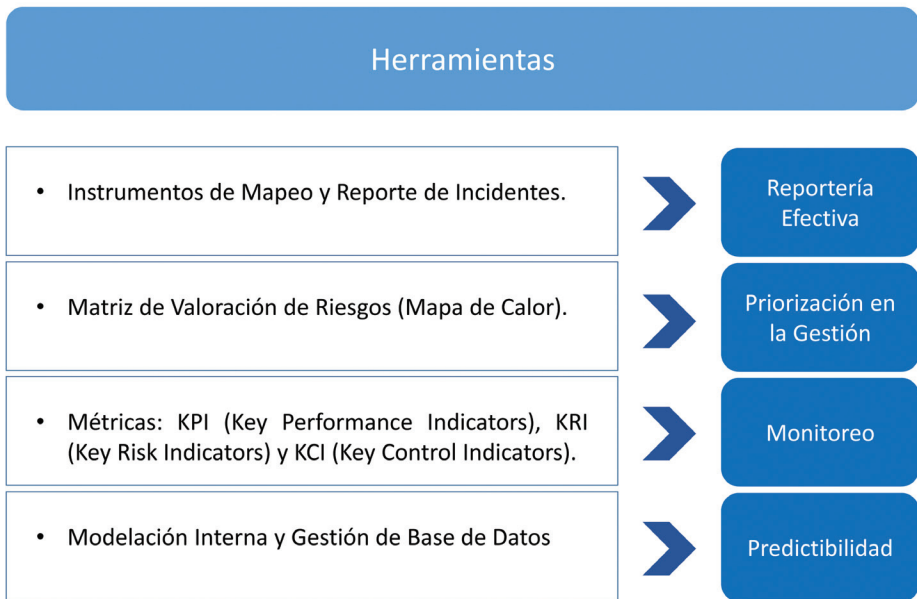 Herramientas
• Instrumentos de Mapeo y Reporte de Incidentes.
Reportería
Efectiva
• Matriz de Valoración de Riesgos (Mapa de Calor).
Priorización en
la Gestión
• Métricas: KPI (Key Performance Indicators), KRI
(Key Risk Indicators) y KCI (Key Control Indicators).
Monitoreo
• Modelación Interna y Gestión de Base de Datos
Predictibilidad